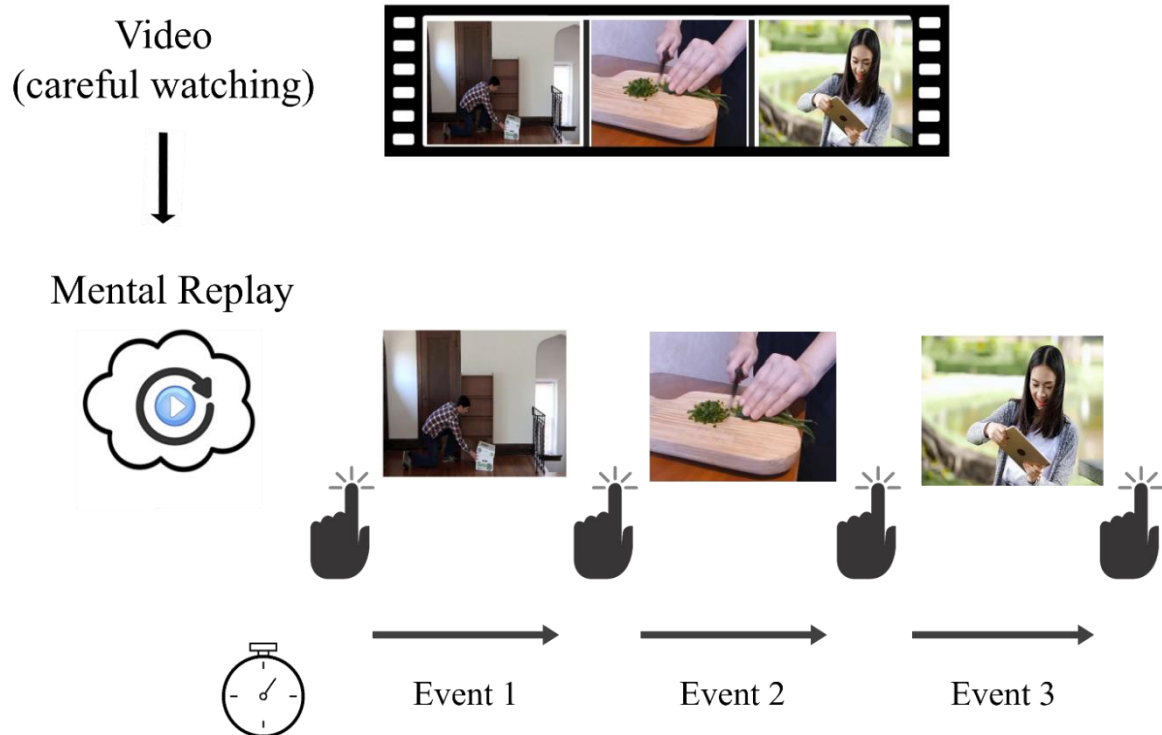 Video
(careful watching)
Mental Replay
Event 1
Event 2
Event 3